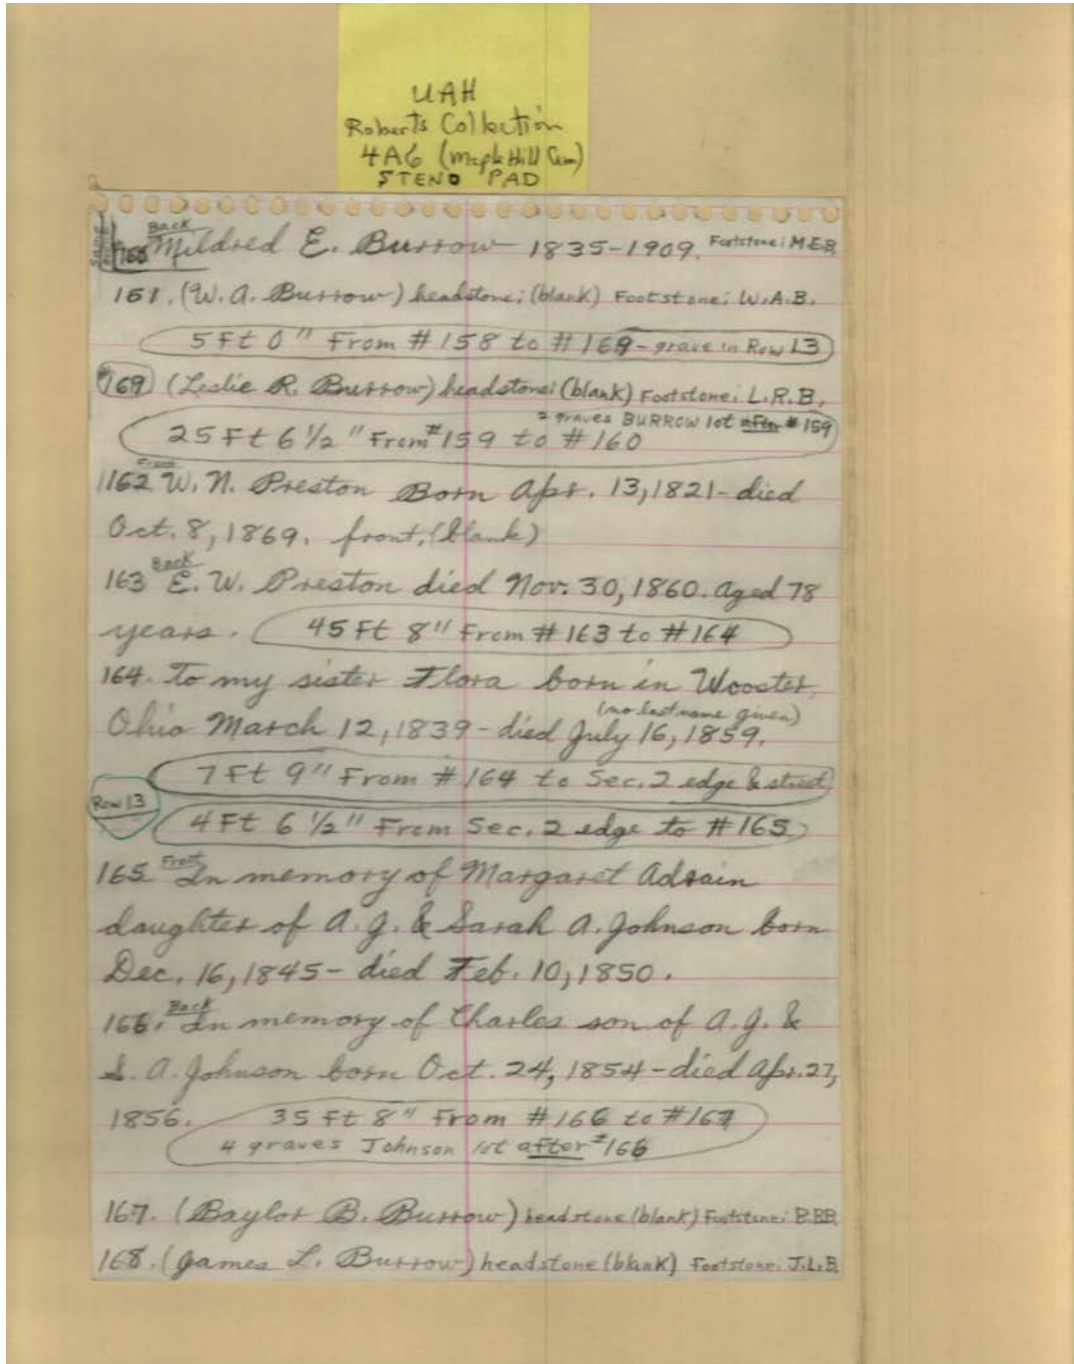 UAH
Roberts Collection
4A6 (Maple Hill Cem)
STENO PAD
Back
Mildred E. Burrow 1835-1909. Footstone: M.E.B.
161. (W. A. Burrow) headstone: (blank) Footstone: W.A.B.
5 Ft 0" From #158 to #169 - grave in Row 13
#169 (Leslie R. Burrow) headstone: (blank) Footstone: L.R.B.
2 graves BURROW lot after #159
25 Ft 6 1/2" From #159 to #160
Front
162 W. N. Preston Born Apr. 13, 1821 - died
Oct. 8, 1869. front, (blank)
Back
163 E. W. Preston died Nov. 30, 1860. aged 78
years. 45 Ft 8" From #163 to #164
164. To my sister Flora born in Wooster,
(no last name given)
Ohio March 12, 1839 - died July 16, 1859.
7 Ft 9" From #164 to Sec. 2 edge & street
Row 13
4 Ft 6 1/2" From Sec. 2 edge to #165
Front
165 In memory of Margaret Adrain
daughter of A. G. & Sarah A. Johnson born
Dec. 16, 1845 - died Feb. 10, 1850.
Back
166. In memory of Charles son of A. G. &
S. A. Johnson born Oct. 24, 1854 - died Apr. 27,
1856. 35 Ft 8" From #166 to #167
4 graves Johnson lot after #166
167. (Baylor B. Burrow) headstone (blank) Footstone: B.B.B.
168. (James L. Burrow) headstone (blank) Footstone: J.L.B.